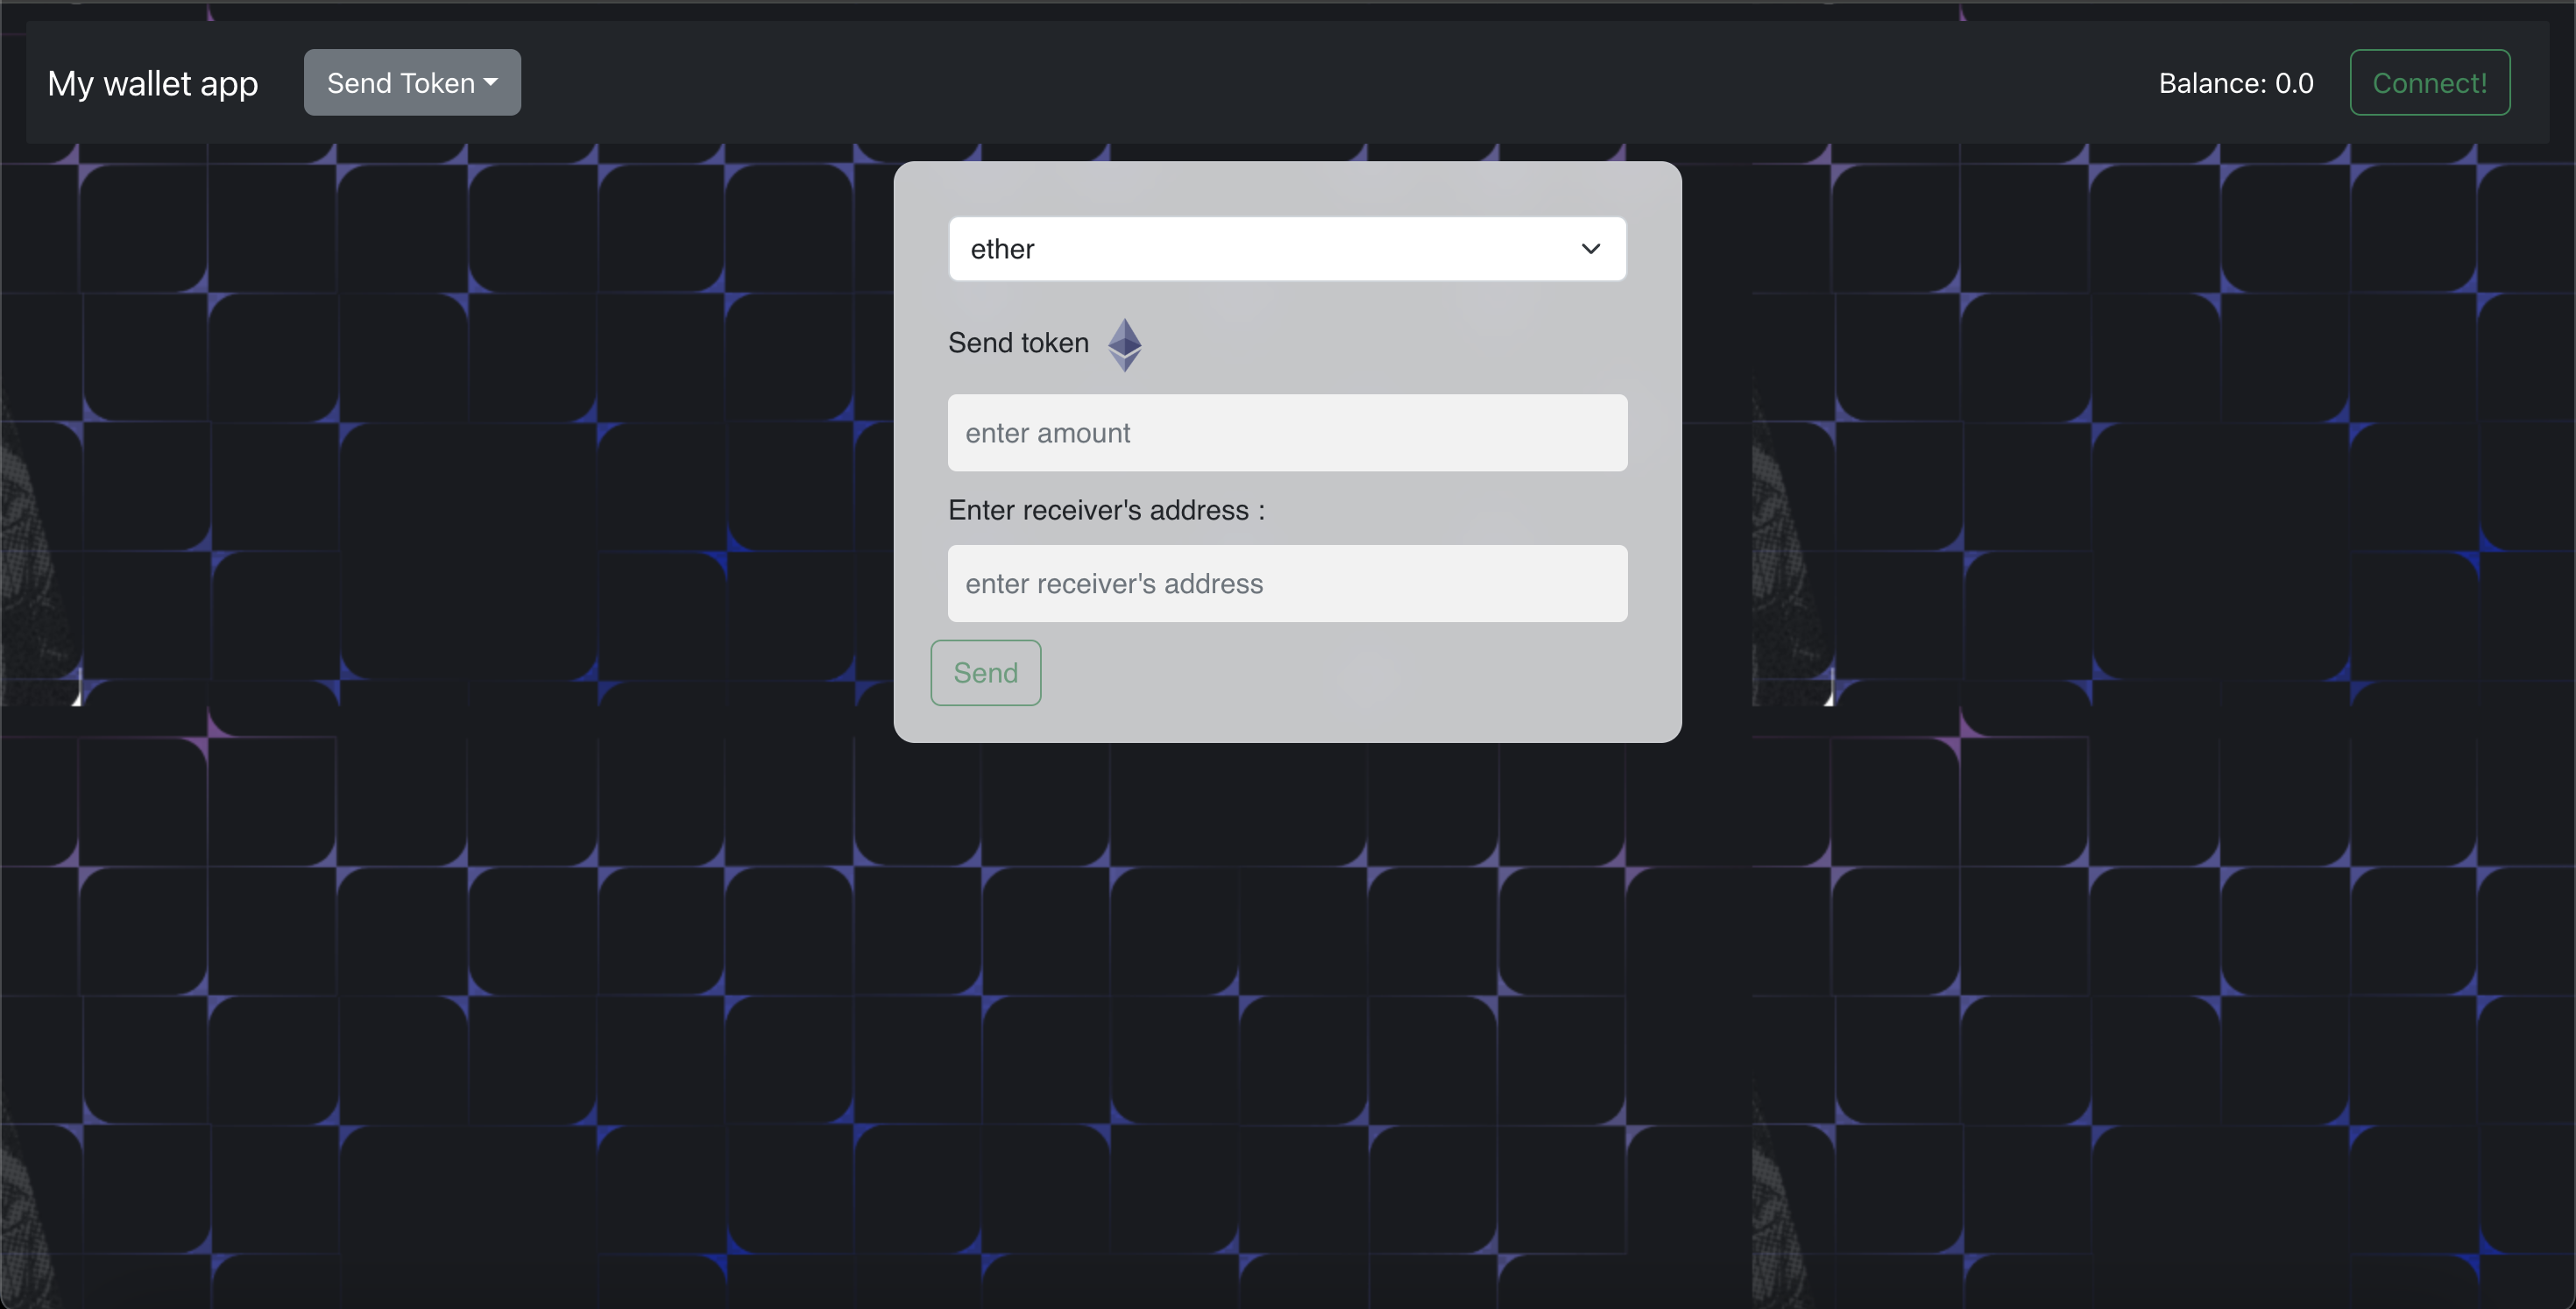 My wallet app
Send Token
Balance: 0.0
Connect!
ether
Send token
enter amount
Enter receiver's address :
enter receiver's address
Send